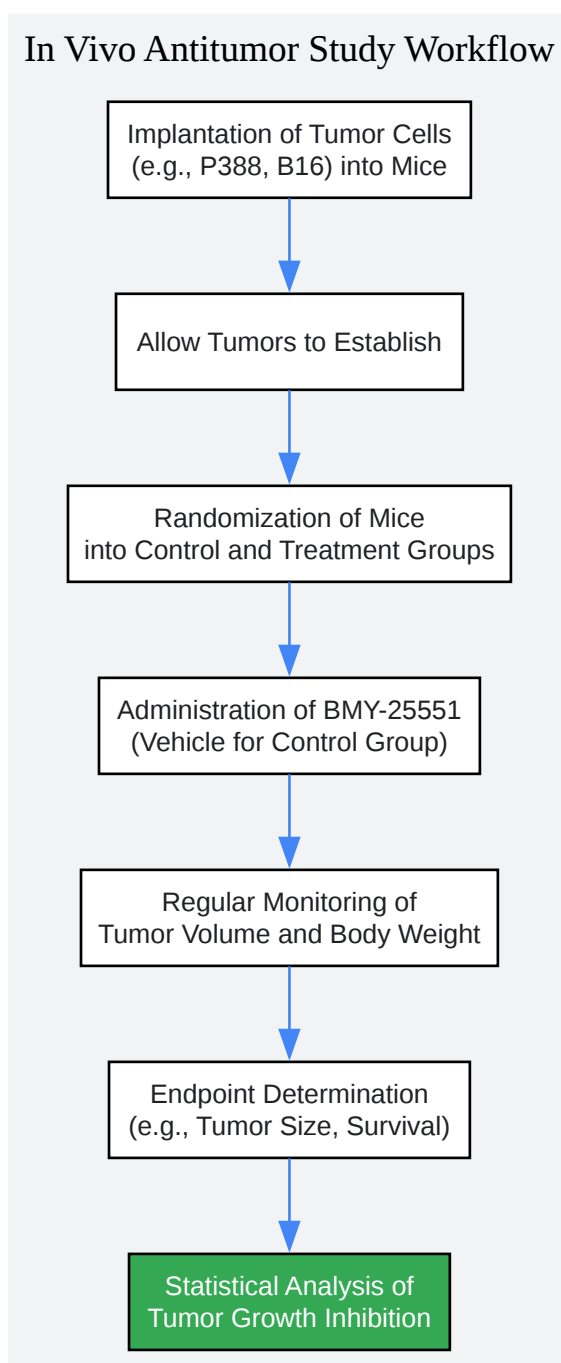 In Vivo Antitumor Study Workflow
Implantation of Tumor Cells
(e.g., P388, B16) into Mice
Allow Tumors to Establish
Randomization of Mice
into Control and Treatment Groups
Administration of BMY-25551
(Vehicle for Control Group)
Regular Monitoring of
Tumor Volume and Body Weight
Endpoint Determination
(e.g., Tumor Size, Survival)
Statistical Analysis of
Tumor Growth Inhibition